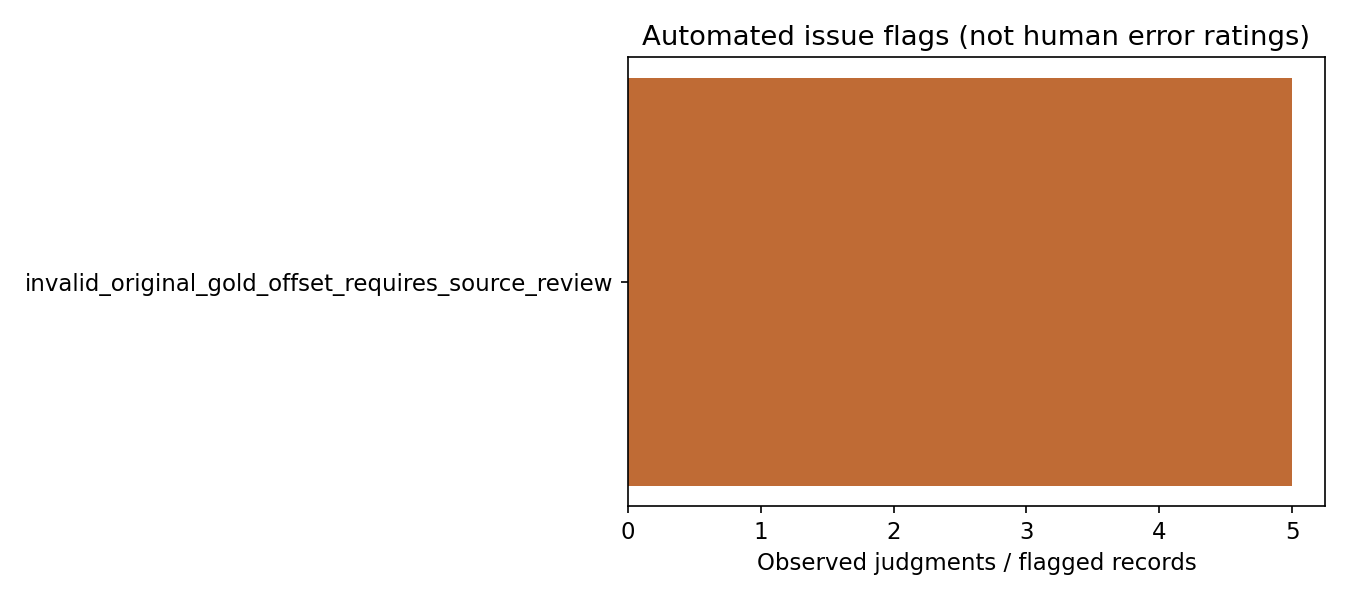 Automated issue flags (not human error ratings)
invalid_original_gold_offset_requires_source_review
0 1 2 3 4 5
Observed judgments / flagged records